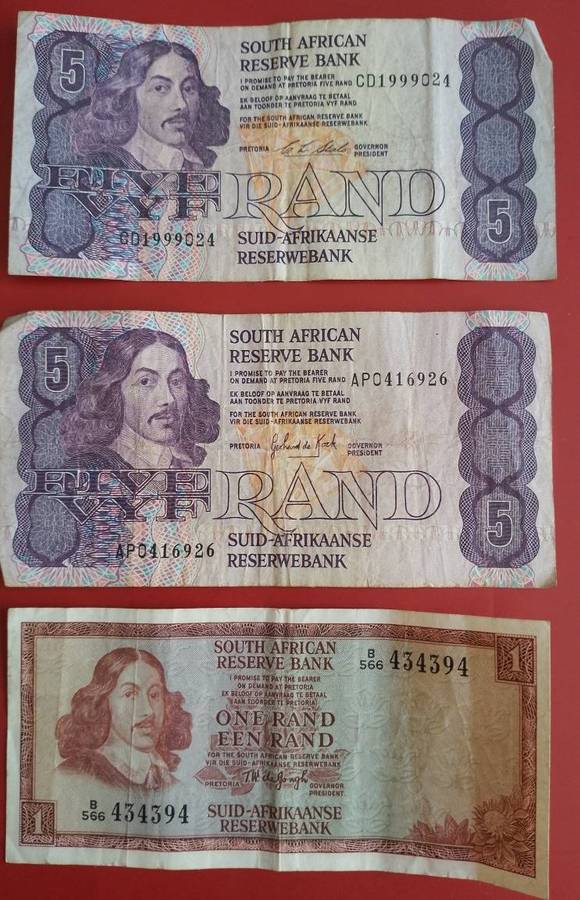 5
SOUTH AFRICAN
RESERVE BANK
I PROMISE TO PAY THE BEARER
ON DEMAND AT PRETORIA FIVE RAND CD1999024
EK BELOOF OP AANVRAAG TE BETAAL
AAN TOONDER TE PRETORIA VYF RAND
FOR THE SOUTH AFRICAN RESERVE BANK
VIR DIE SUID-AFRIKAANSE RESERWEBANK
PRETORIA GOVERNOR
PRESIDENT
FIVE
VYF RAND
CD1999024
SUID-AFRIKAANSE
RESERWEBANK
5
5
SOUTH AFRICAN
RESERVE BANK
I PROMISE TO PAY THE BEARER
ON DEMAND AT PRETORIA FIVE RAND AP0416926
EK BELOOF OP AANVRAAG TE BETAAL
AAN TOONDER TE PRETORIA VYF RAND
FOR THE SOUTH AFRICAN RESERVE BANK
VIR DIE SUID-AFRIKAANSE RESERWEBANK
PRETORIA Gerhard de Kock GOVERNOR
PRESIDENT
FIVE
VYF RAND
AP0416926
SUID-AFRIKAANSE
RESERWEBANK
5
SOUTH AFRICAN
RESERVE BANK
B
566 434394
1
I PROMISE TO PAY THE BEARER
ON DEMAND AT PRETORIA
EK BELOOF OP AANVRAAG TE BETAAL
AAN TOONDER TE PRETORIA
ONE RAND
EEN RAND
FOR THE SOUTH AFRICAN RESERVE BANK
VIR DIE SUID-AFRIKAANSE RESERWEBANK
PRETORIA T.W. de Jongh GOVERNOR
PRESIDENT
B
566 434394
1
SUID-AFRIKAANSE
RESERWEBANK